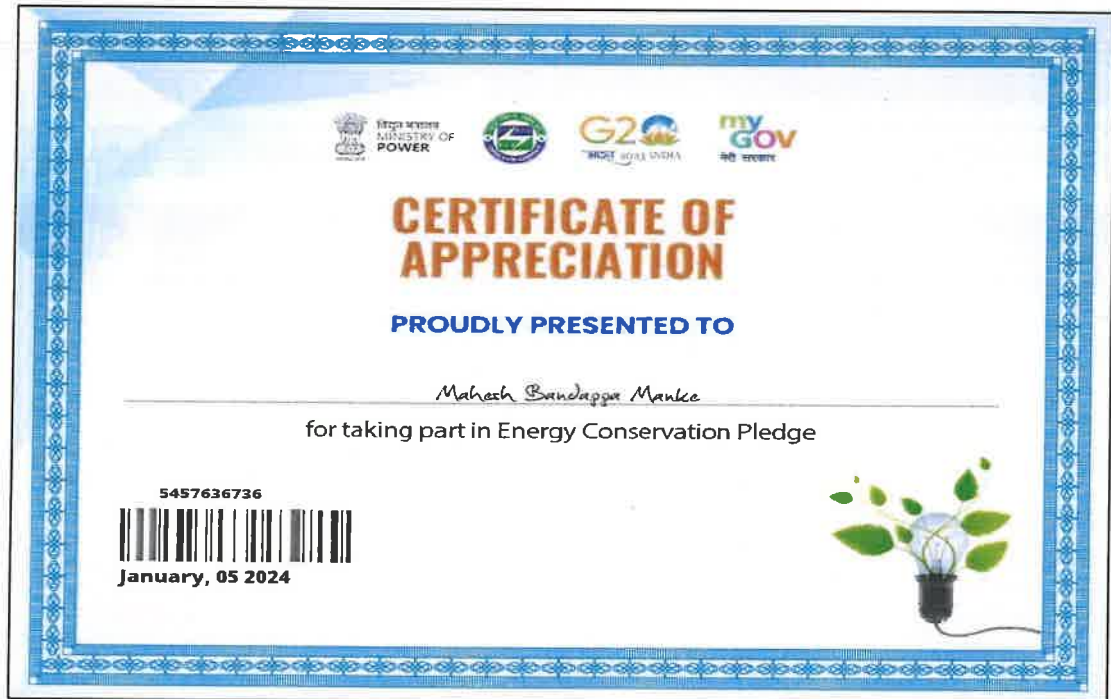 विद्युत मंत्रालय
MINISTRY OF
POWER
G20
भारत 2023 INDIA
my
GOV
मेरी सरकार
CERTIFICATE OF
APPRECIATION
PROUDLY PRESENTED TO
Mahesh Bandappa Manke
for taking part in Energy Conservation Pledge
5457636736
January, 05 2024